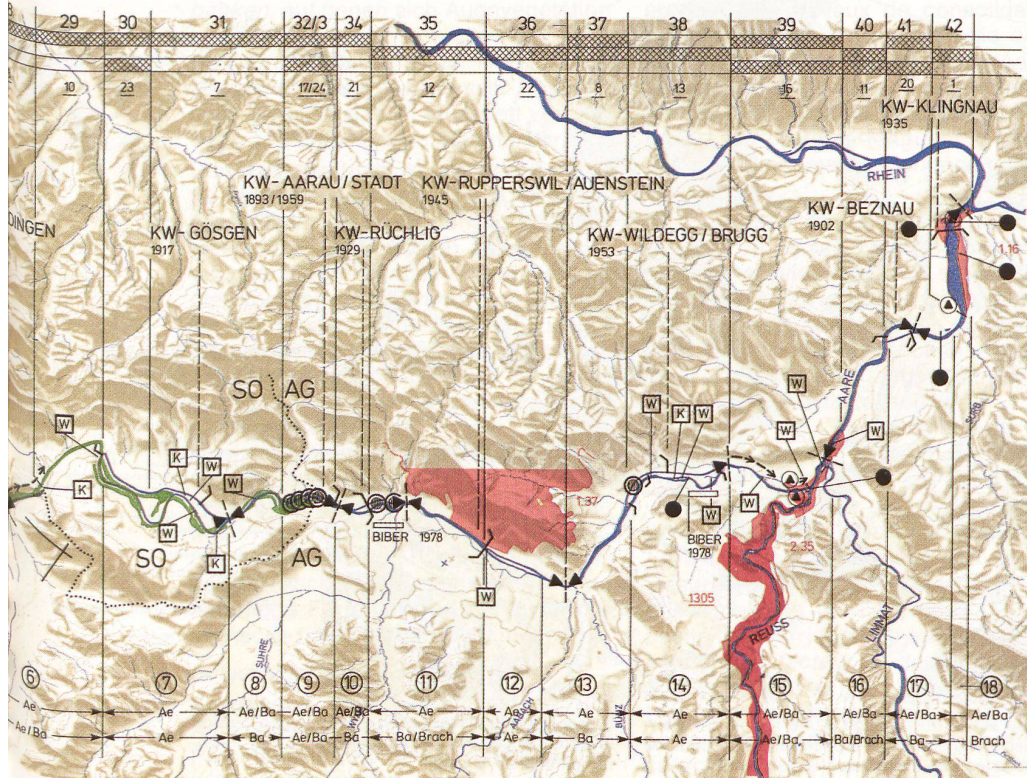 29 30 31 32/3 34 35 36 37 38 39 40 41 42
10 23 7 17/24 21 12 22 8 13 16 11 20 1
KW-KLINGNAU
1935
RHEIN
KW-AARAU/STADT
1893/1959
KW-RUPPERSWIL/AUENSTEIN
1945
KW-BEZNAU
1902
DINGEN
KW-GÖSGEN
1917
KW-RÜCHLIG
1929
KW-WILDEGG/BRUGG
1953
1.16
SO AG
AARE
SURB
W
W
K
W
W
K
W
W
W
K
W
K
1.37
W
W
SO AG
BIBER 1978
BIBER
1978
2.35
W
1305
REUSS
LIMMAT
SUHRE
AABACH
BÜNZ
6 7 8 9 10 11 12 13 14 15 16 17 18
Ae Ae Ae/Ba Ae/Ba Ae/Ba Ae Ae Ae Ae Ae/Ba Ae/Ba Ae/Ba Ae/Ba
Ae/Ba Ae Ba Ae/Ba Ba Ba/Brach Ae Ba Ae Ae/Ba Ba/Brach Ba Brach